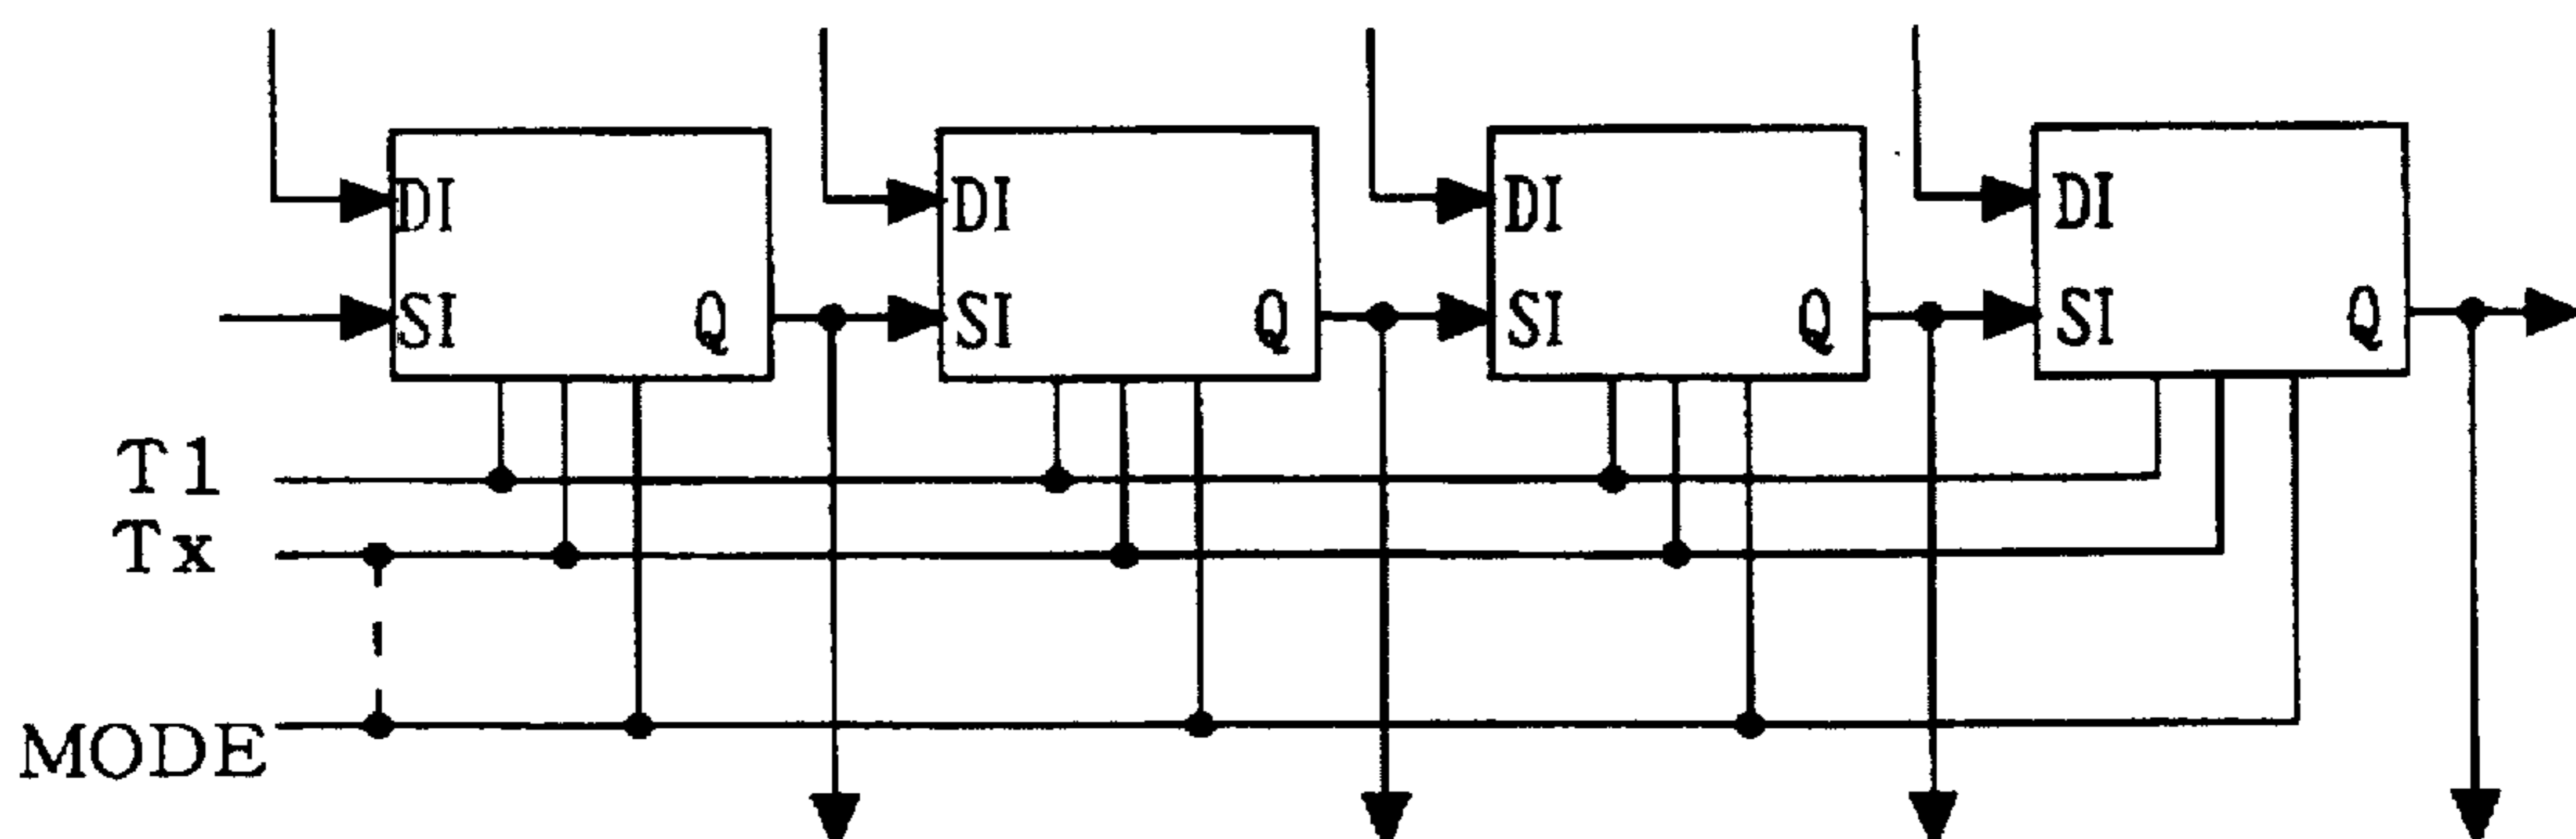 DI DI DI DI
SI Q SI Q SI Q SI Q
T1
Tx
MODE